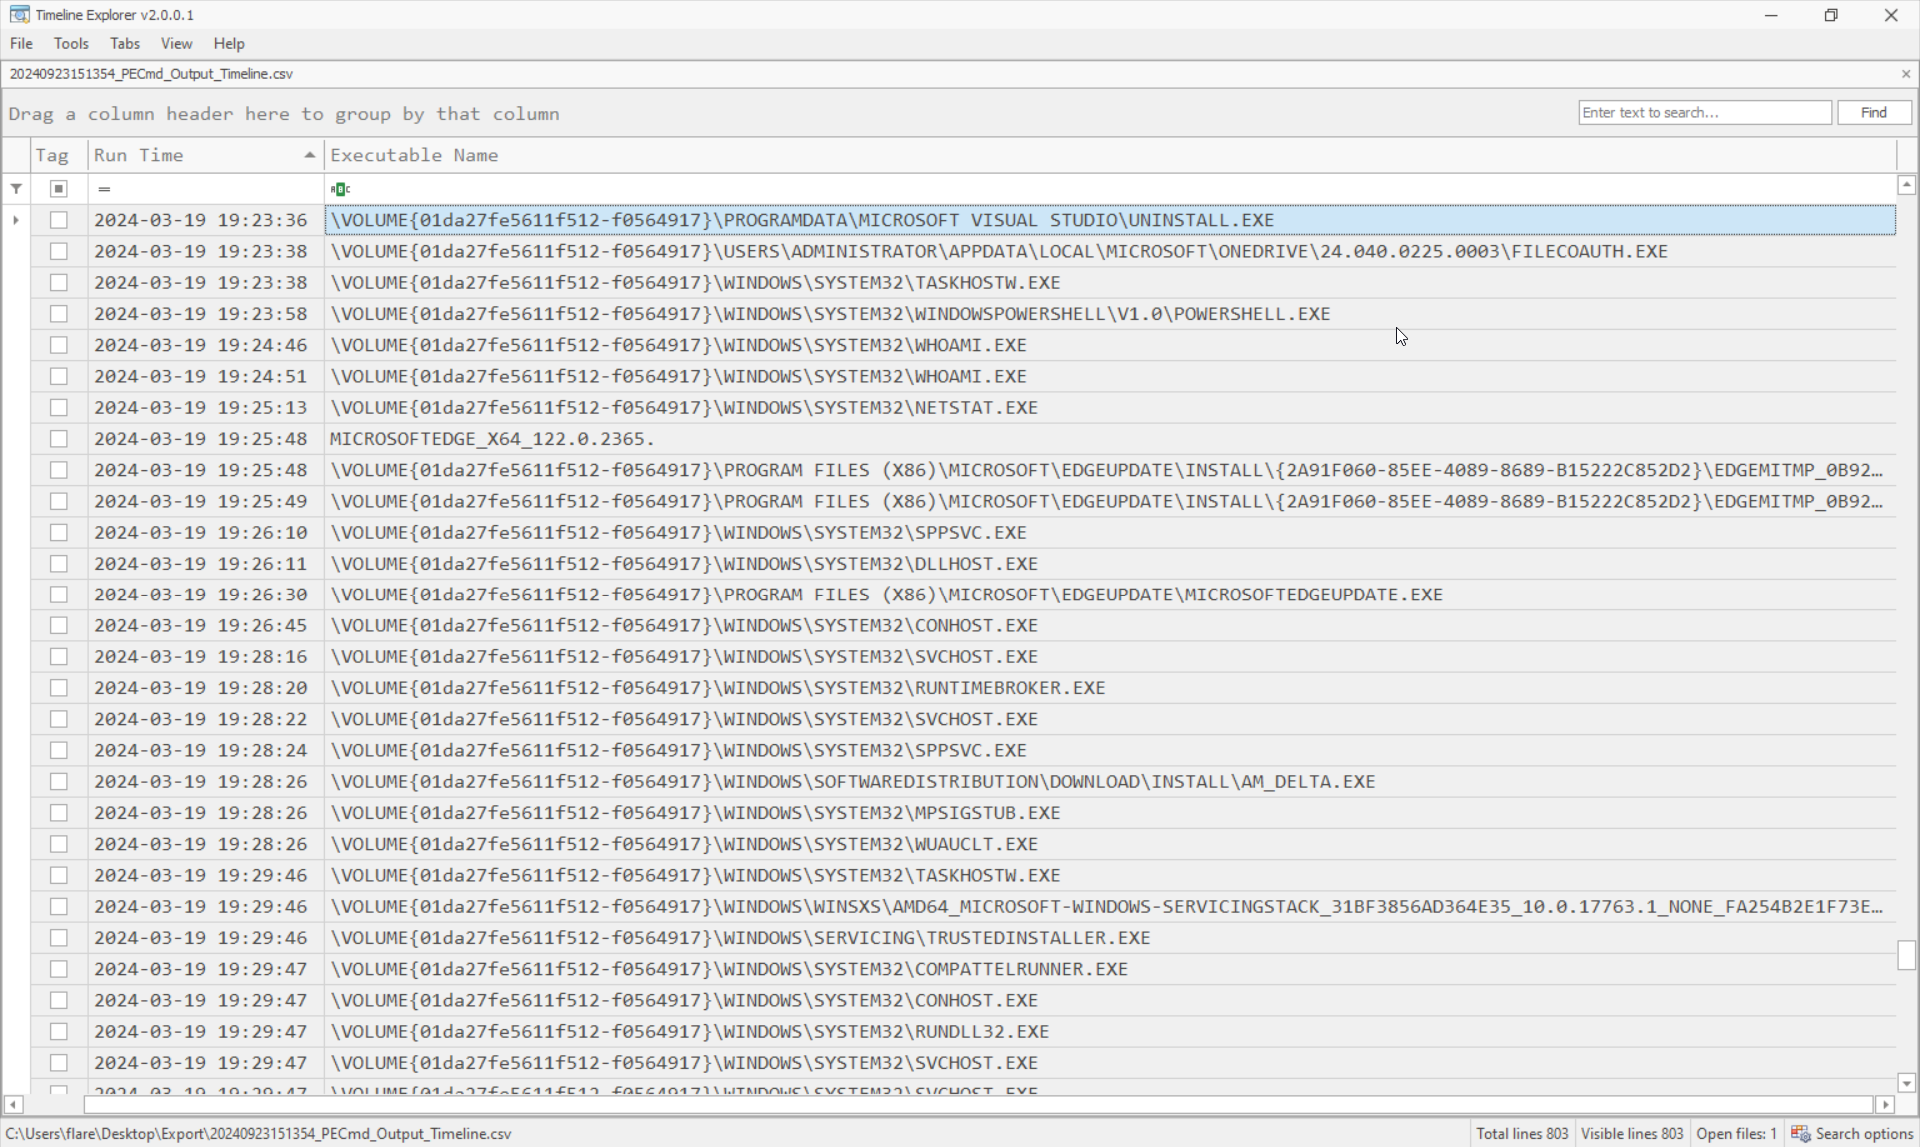 Timeline Explorer v2.0.0.1
File Tools Tabs View Help
20240923151354_PECmd_Output_Timeline.csv
Drag a column header here to group by that column
Enter text to search... Find
Tag Run Time Executable Name
=
2024-03-19 19:23:36 \VOLUME{01da27fe5611f512-f0564917}\PROGRAMDATA\MICROSOFT VISUAL STUDIO\UNINSTALL.EXE
2024-03-19 19:23:38 \VOLUME{01da27fe5611f512-f0564917}\USERS\ADMINISTRATOR\APPDATA\LOCAL\MICROSOFT\ONEDRIVE\24.040.0225.0003\FILECOAUTH.EXE
2024-03-19 19:23:38 \VOLUME{01da27fe5611f512-f0564917}\WINDOWS\SYSTEM32\TASKHOSTW.EXE
2024-03-19 19:23:58 \VOLUME{01da27fe5611f512-f0564917}\WINDOWS\SYSTEM32\WINDOWSPOWERSHELL\V1.0\POWERSHELL.EXE
2024-03-19 19:24:46 \VOLUME{01da27fe5611f512-f0564917}\WINDOWS\SYSTEM32\WHOAMI.EXE
2024-03-19 19:24:51 \VOLUME{01da27fe5611f512-f0564917}\WINDOWS\SYSTEM32\WHOAMI.EXE
2024-03-19 19:25:13 \VOLUME{01da27fe5611f512-f0564917}\WINDOWS\SYSTEM32\NETSTAT.EXE
2024-03-19 19:25:48 MICROSOFTEDGE_X64_122.0.2365.
2024-03-19 19:25:48 \VOLUME{01da27fe5611f512-f0564917}\PROGRAM FILES (X86)\MICROSOFT\EDGEUPDATE\INSTALL\{2A91F060-85EE-4089-8689-B15222C852D2}\EDGEMITMP_0B92…
2024-03-19 19:25:49 \VOLUME{01da27fe5611f512-f0564917}\PROGRAM FILES (X86)\MICROSOFT\EDGEUPDATE\INSTALL\{2A91F060-85EE-4089-8689-B15222C852D2}\EDGEMITMP_0B92…
2024-03-19 19:26:10 \VOLUME{01da27fe5611f512-f0564917}\WINDOWS\SYSTEM32\SPPSVC.EXE
2024-03-19 19:26:11 \VOLUME{01da27fe5611f512-f0564917}\WINDOWS\SYSTEM32\DLLHOST.EXE
2024-03-19 19:26:30 \VOLUME{01da27fe5611f512-f0564917}\PROGRAM FILES (X86)\MICROSOFT\EDGEUPDATE\MICROSOFTEDGEUPDATE.EXE
2024-03-19 19:26:45 \VOLUME{01da27fe5611f512-f0564917}\WINDOWS\SYSTEM32\CONHOST.EXE
2024-03-19 19:28:16 \VOLUME{01da27fe5611f512-f0564917}\WINDOWS\SYSTEM32\SVCHOST.EXE
2024-03-19 19:28:20 \VOLUME{01da27fe5611f512-f0564917}\WINDOWS\SYSTEM32\RUNTIMEBROKER.EXE
2024-03-19 19:28:22 \VOLUME{01da27fe5611f512-f0564917}\WINDOWS\SYSTEM32\SVCHOST.EXE
2024-03-19 19:28:24 \VOLUME{01da27fe5611f512-f0564917}\WINDOWS\SYSTEM32\SPPSVC.EXE
2024-03-19 19:28:26 \VOLUME{01da27fe5611f512-f0564917}\WINDOWS\SOFTWAREDISTRIBUTION\DOWNLOAD\INSTALL\AM_DELTA.EXE
2024-03-19 19:28:26 \VOLUME{01da27fe5611f512-f0564917}\WINDOWS\SYSTEM32\MPSIGSTUB.EXE
2024-03-19 19:28:26 \VOLUME{01da27fe5611f512-f0564917}\WINDOWS\SYSTEM32\WUAUCLT.EXE
2024-03-19 19:29:46 \VOLUME{01da27fe5611f512-f0564917}\WINDOWS\SYSTEM32\TASKHOSTW.EXE
2024-03-19 19:29:46 \VOLUME{01da27fe5611f512-f0564917}\WINDOWS\WINSXS\AMD64_MICROSOFT-WINDOWS-SERVICINGSTACK_31BF3856AD364E35_10.0.17763.1_NONE_FA254B2E1F73E…
2024-03-19 19:29:46 \VOLUME{01da27fe5611f512-f0564917}\WINDOWS\SERVICING\TRUSTEDINSTALLER.EXE
2024-03-19 19:29:47 \VOLUME{01da27fe5611f512-f0564917}\WINDOWS\SYSTEM32\COMPATTELRUNNER.EXE
2024-03-19 19:29:47 \VOLUME{01da27fe5611f512-f0564917}\WINDOWS\SYSTEM32\CONHOST.EXE
2024-03-19 19:29:47 \VOLUME{01da27fe5611f512-f0564917}\WINDOWS\SYSTEM32\RUNDLL32.EXE
2024-03-19 19:29:47 \VOLUME{01da27fe5611f512-f0564917}\WINDOWS\SYSTEM32\SVCHOST.EXE
2024-03-19 19:29:47 \VOLUME{01da27fe5611f512-f0564917}\WINDOWS\SYSTEM32\SVCHOST.EXE
C:\Users\flare\Desktop\Export\20240923151354_PECmd_Output_Timeline.csv Total lines 803 Visible lines 803 Open files: 1 Search options